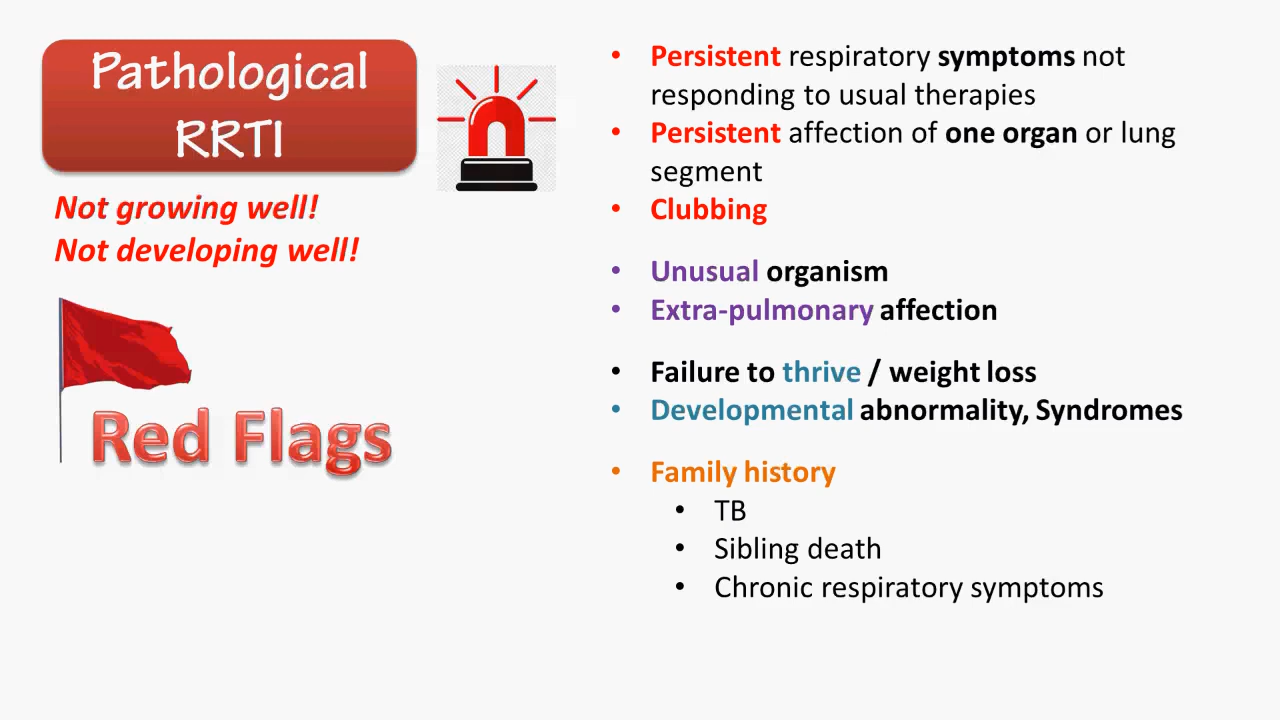 Pathological
RRTI
Not growing well!
Not developing well!
Red Flags
• Persistent respiratory symptoms not
responding to usual therapies
• Persistent affection of one organ or lung
segment
• Clubbing
• Unusual organism
• Extra-pulmonary affection
• Failure to thrive / weight loss
• Developmental abnormality, Syndromes
• Family history
• TB
• Sibling death
• Chronic respiratory symptoms